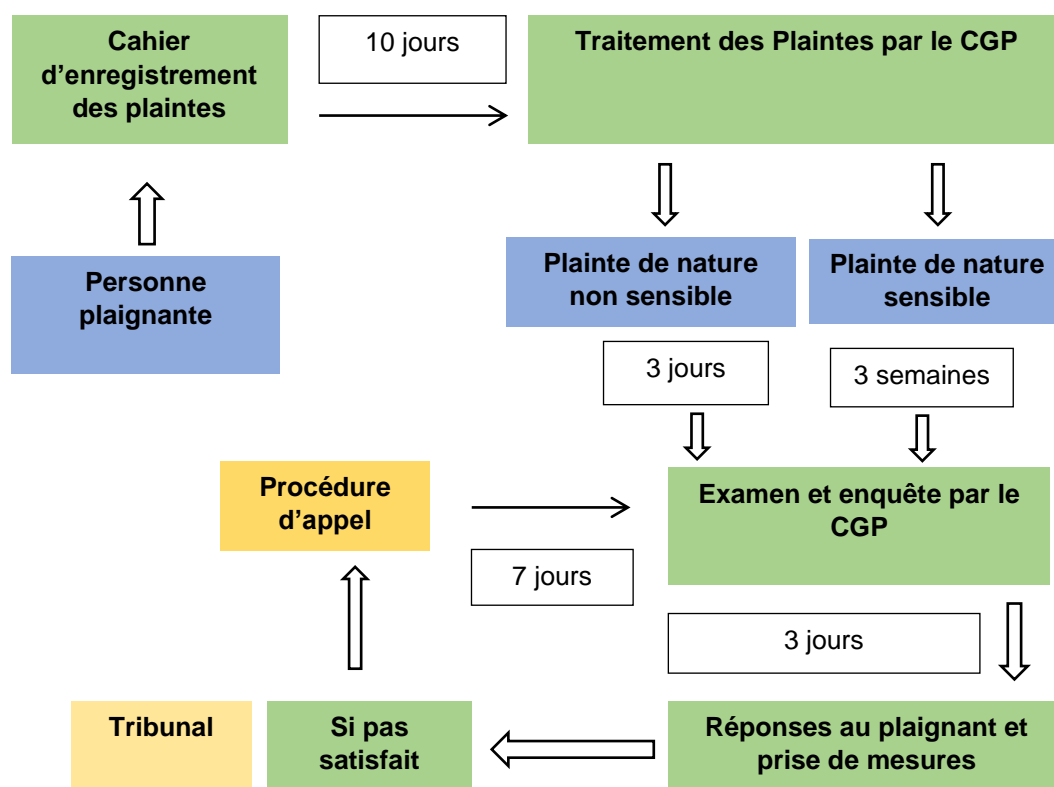 Cahier
d’enregistrement
des plaintes
10 jours
Traitement des Plaintes par le CGP
Personne
plaignante
Plainte de nature
non sensible
Plainte de nature
sensible
3 jours
3 semaines
Procédure
d’appel
Examen et enquête par le
CGP
7 jours
3 jours
Tribunal
Si pas
satisfait
Réponses au plaignant et
prise de mesures